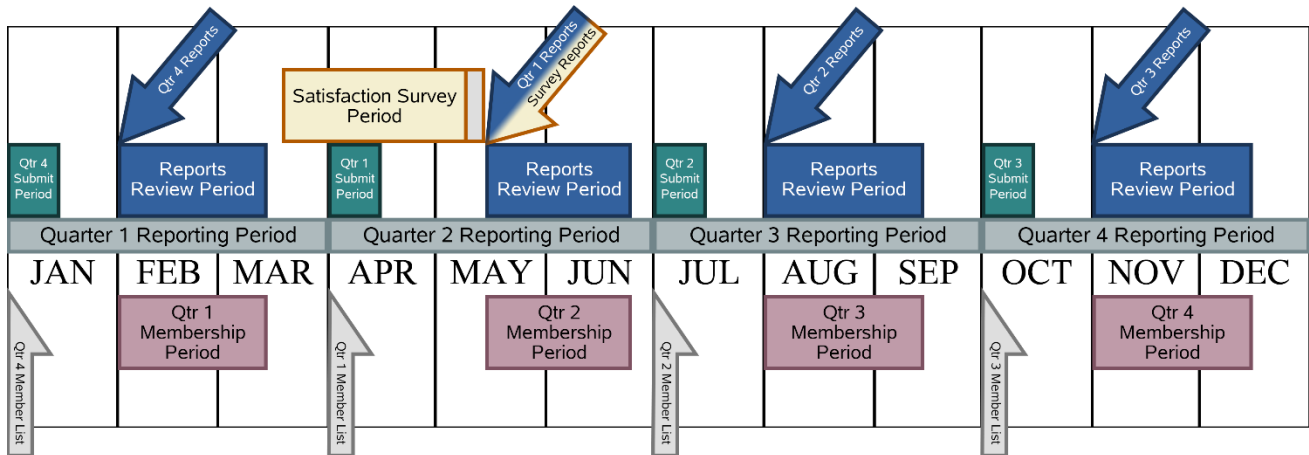 Qtr 4 Reports
Qtr 1 Reports
Survey Reports
Qtr 2 Reports
Qtr 3 Reports
Satisfaction Survey
Period
Qtr 4
Submit
Period
Reports
Review Period
Qtr 1
Submit
Period
Reports
Review Period
Qtr 2
Submit
Period
Reports
Review Period
Qtr 3
Submit
Period
Reports
Review Period
Quarter 1 Reporting Period
Quarter 2 Reporting Period
Quarter 3 Reporting Period
Quarter 4 Reporting Period
JAN FEB MAR APR MAY JUN JUL AUG SEP OCT NOV DEC
Qtr 4 Member List
Qtr 1
Membership
Period
Qtr 1 Member List
Qtr 2
Membership
Period
Qtr 2 Member List
Qtr 3
Membership
Period
Qtr 3 Member List
Qtr 4
Membership
Period